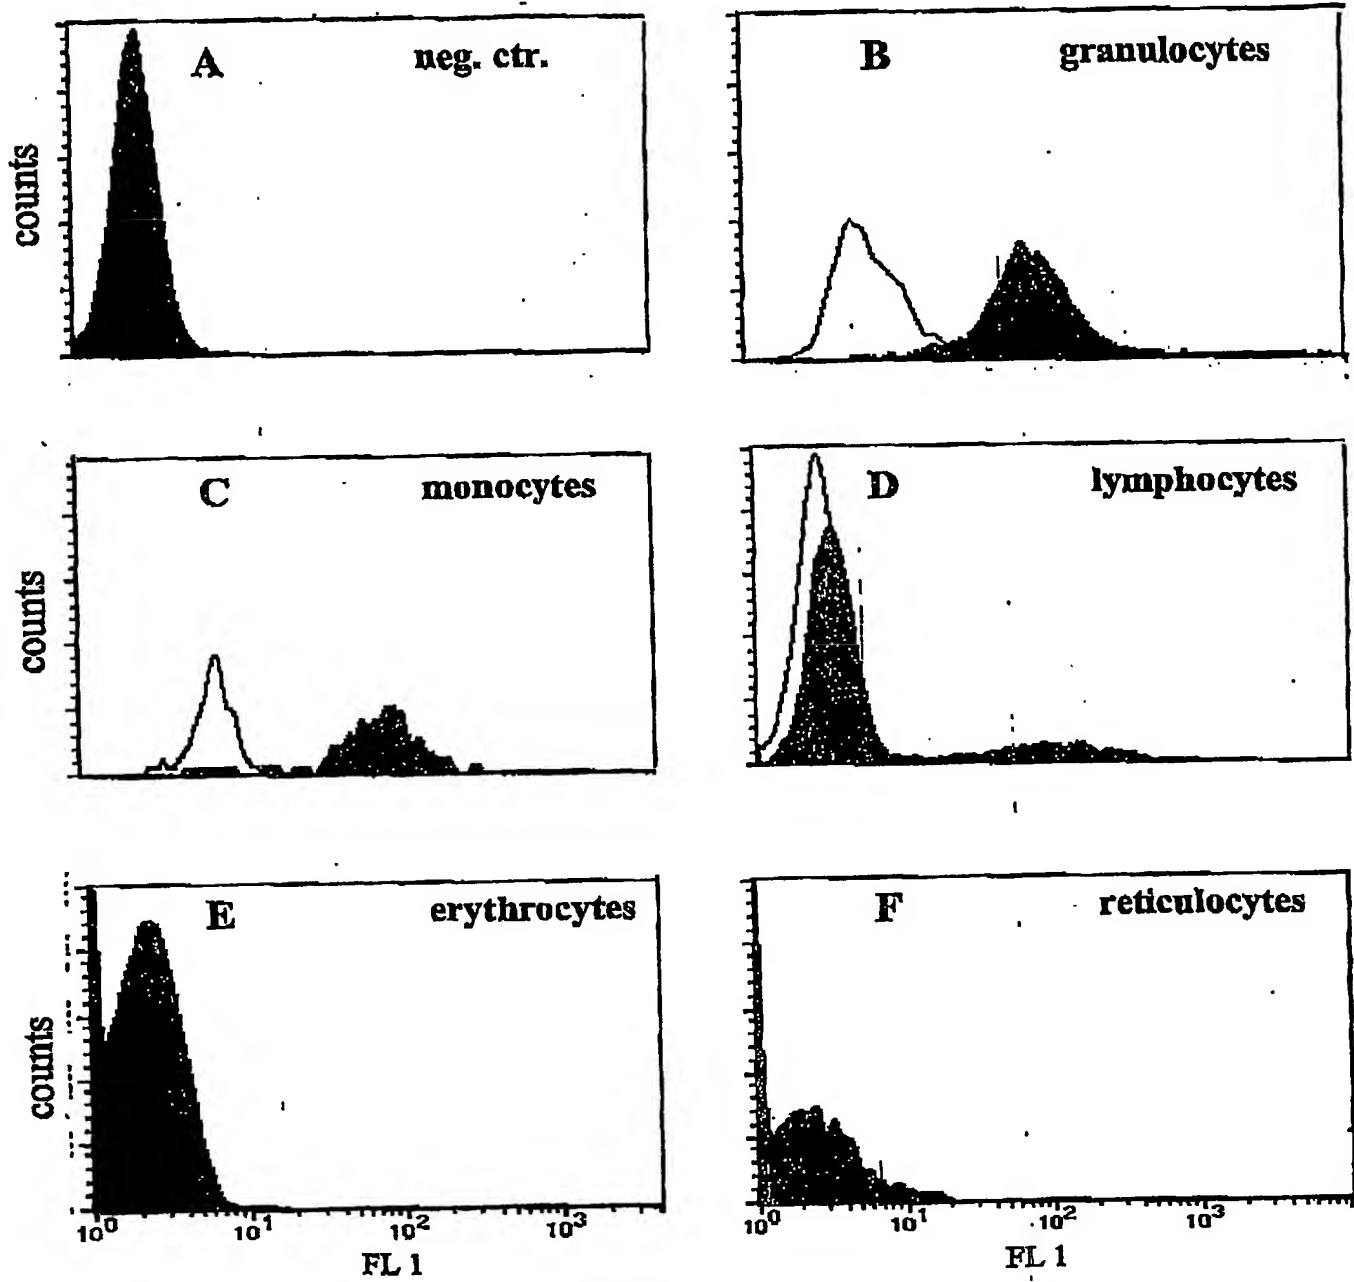 A neg. ctr.
B granulocytes
counts
C monocytes
D lymphocytes
counts
E erythrocytes
F reticulocytes
counts
10⁰ 10¹ 10² 10³
10⁰ 10¹ 10² 10³
FL 1
FL 1